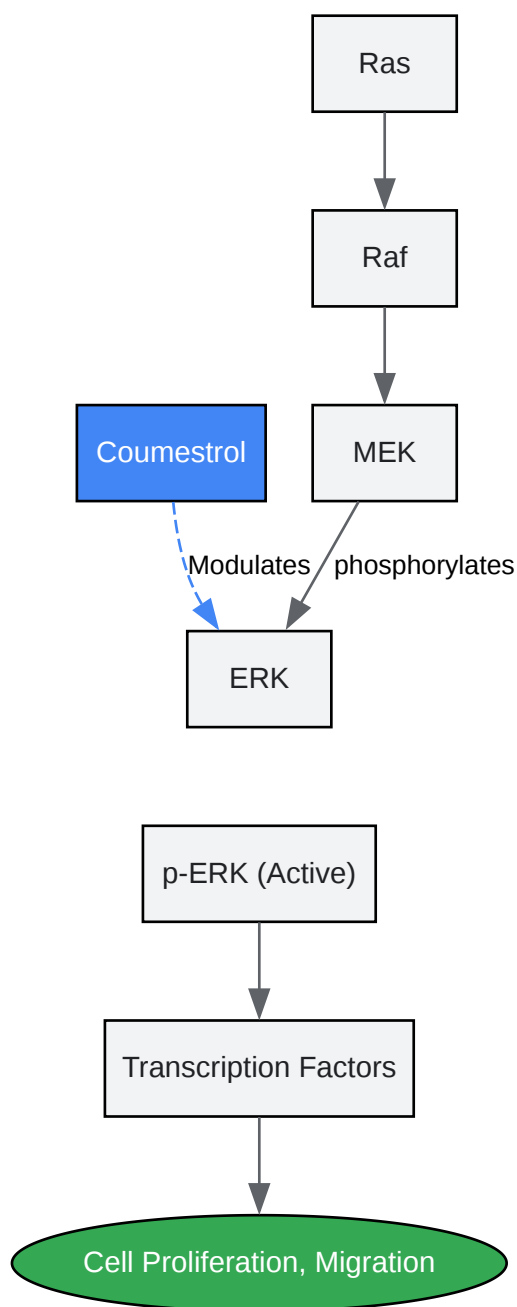 Ras
Raf
Coumestrol
MEK
Modulates
phosphorylates
ERK
p-ERK (Active)
Transcription Factors
Cell Proliferation, Migration